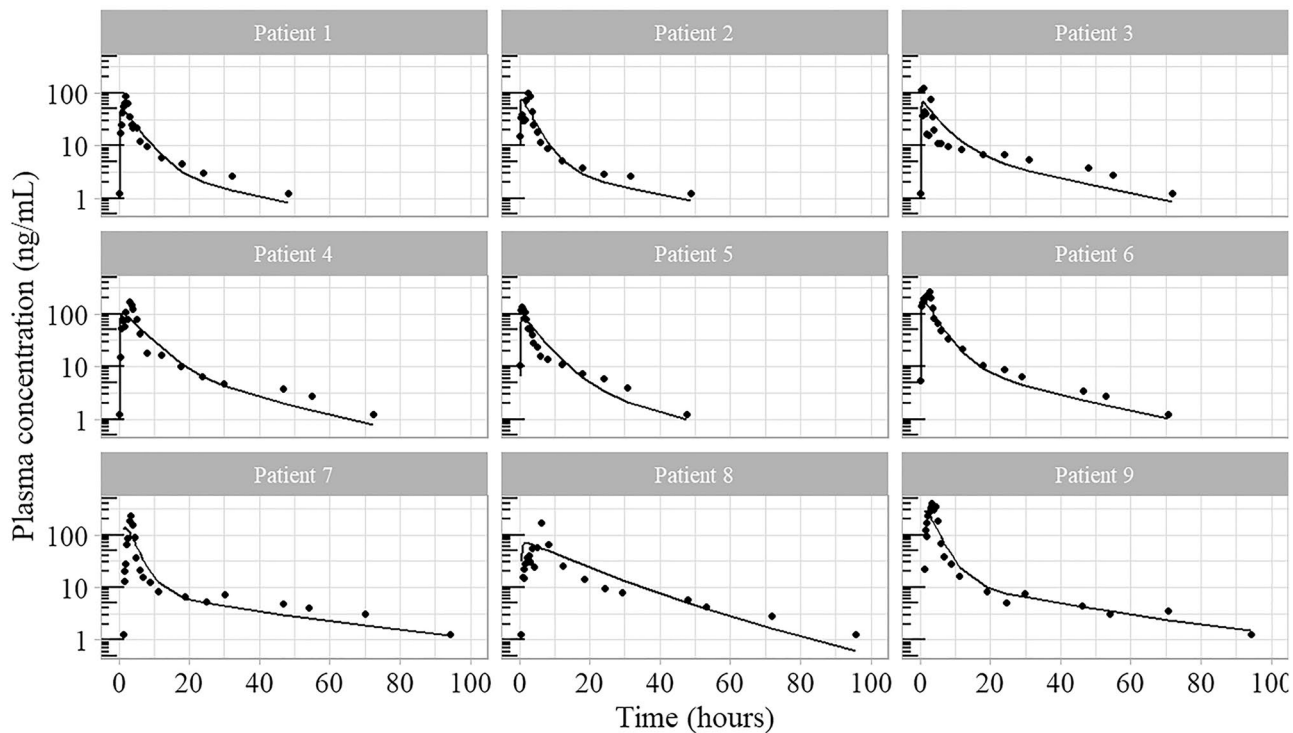 Patient 1 Patient 2 Patient 3
100
10
1
Patient 4 Patient 5 Patient 6
100
10
1
Patient 7 Patient 8 Patient 9
100
10
1
Plasma concentration (ng/mL)
0 20 40 60 80 100 0 20 40 60 80 100 0 20 40 60 80 100
Time (hours)